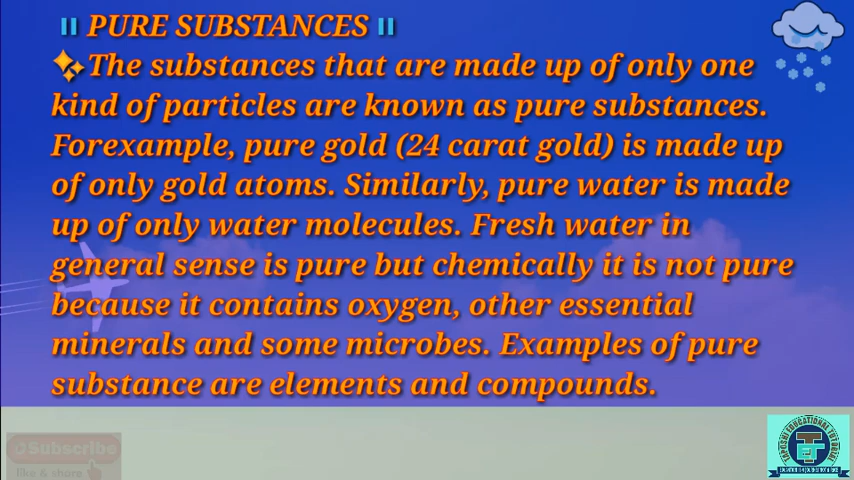 PURE SUBSTANCES
The substances that are made up of only one
kind of particles are known as pure substances.
Forexample, pure gold (24 carat gold) is made up
of only gold atoms. Similarly, pure water is made
up of only water molecules. Fresh water in
general sense is pure but chemically it is not pure
because it contains oxygen, other essential
minerals and some microbes. Examples of pure
substance are elements and compounds.
Subscribe
like & share